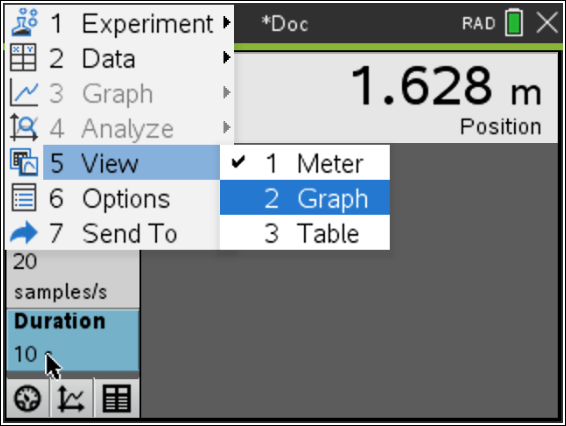 *Doc RAD
1 Experiment
2 Data
3 Graph
4 Analyze
5 View
6 Options
7 Send To
✔ 1 Meter
2 Graph
3 Table
1.628 m
Position
20
samples/s
Duration
10